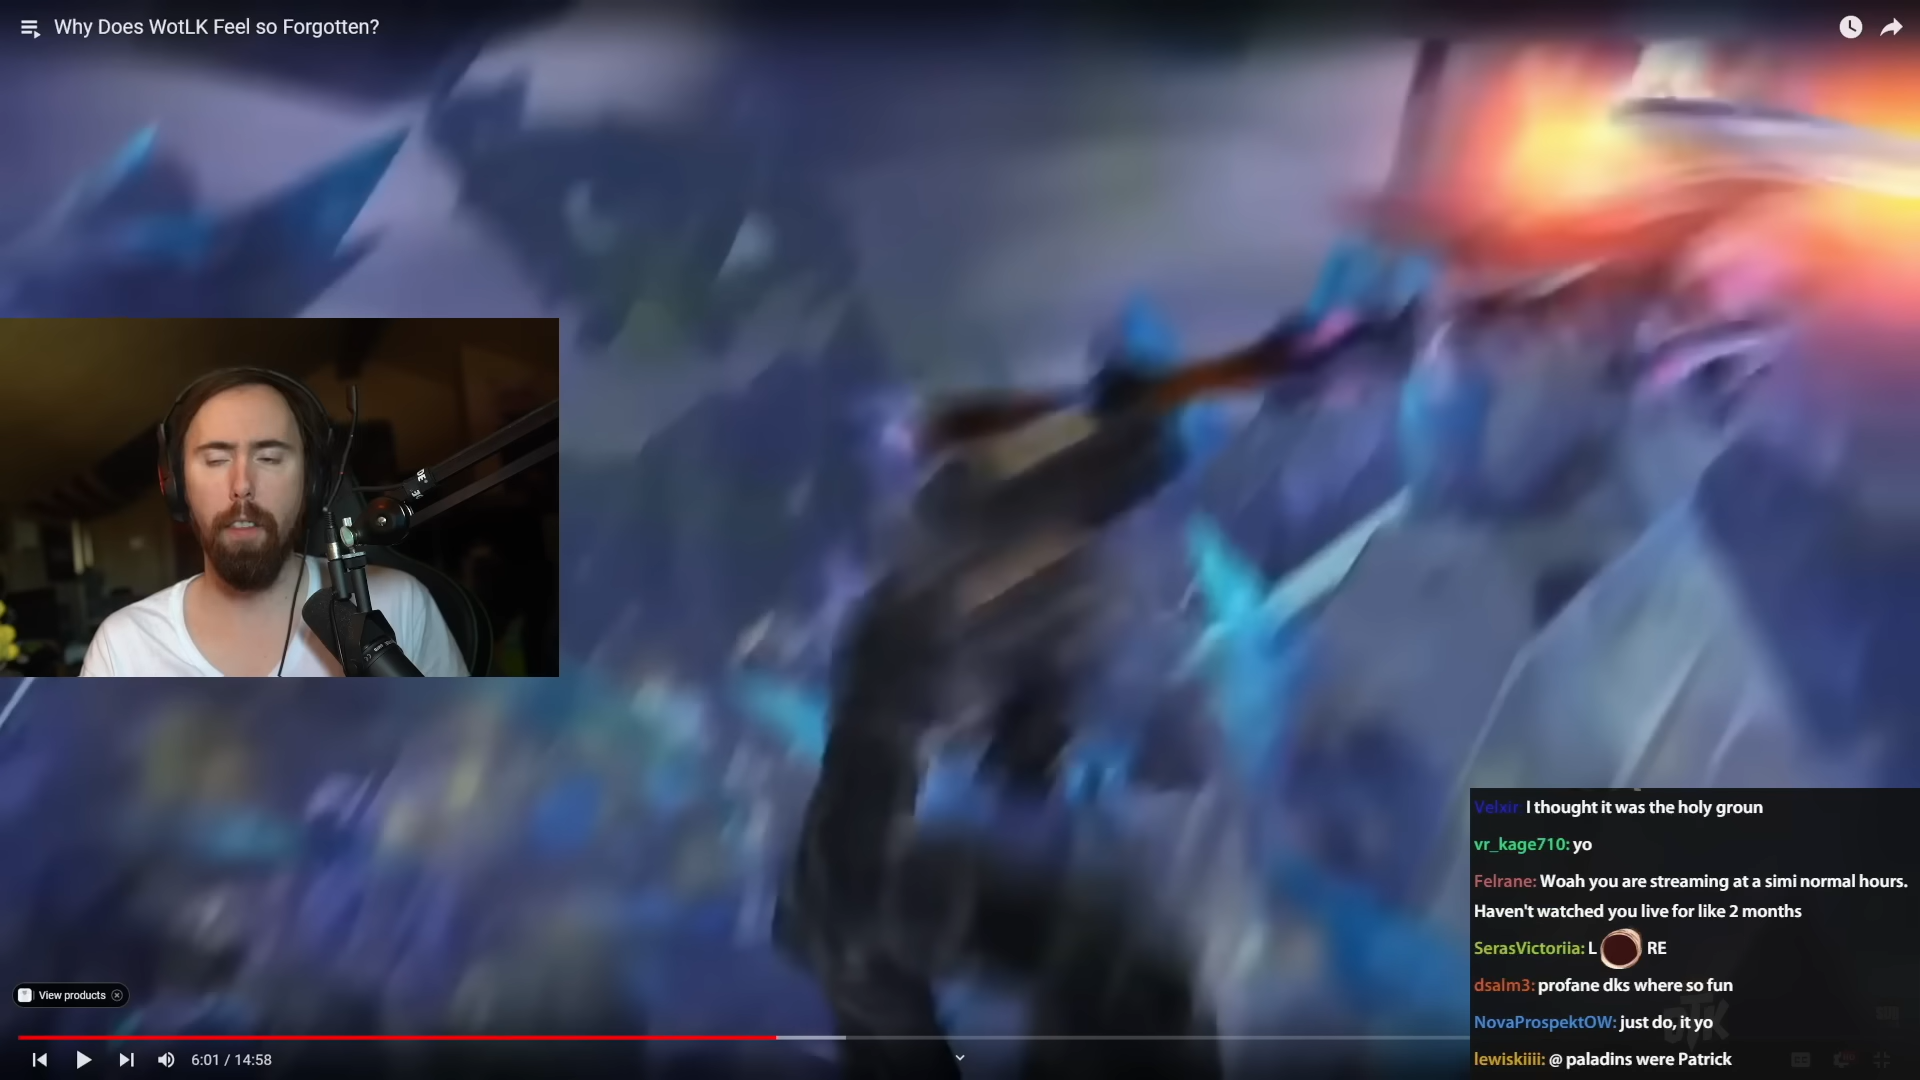 Why Does WotLK Feel so Forgotten?
Velxir: I thought it was the holy groun
vr_kage710: yo
Felrane: Woah you are streaming at a simi normal hours.
Haven't watched you live for like 2 months
SerasVictoriia: L RE
dsalm3: profane dks where so fun
NovaProspektOW: just do, it yo
lewiskiiii: @ paladins were Patrick
View products
6:01 / 14:58